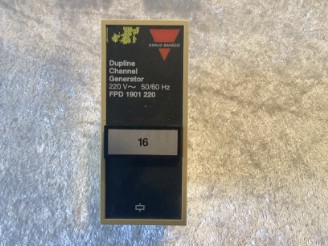 CARLO GAVAZZI
Dupline
Channel
Generator
220 V~ 50/60 Hz
FPD 1901 220
16